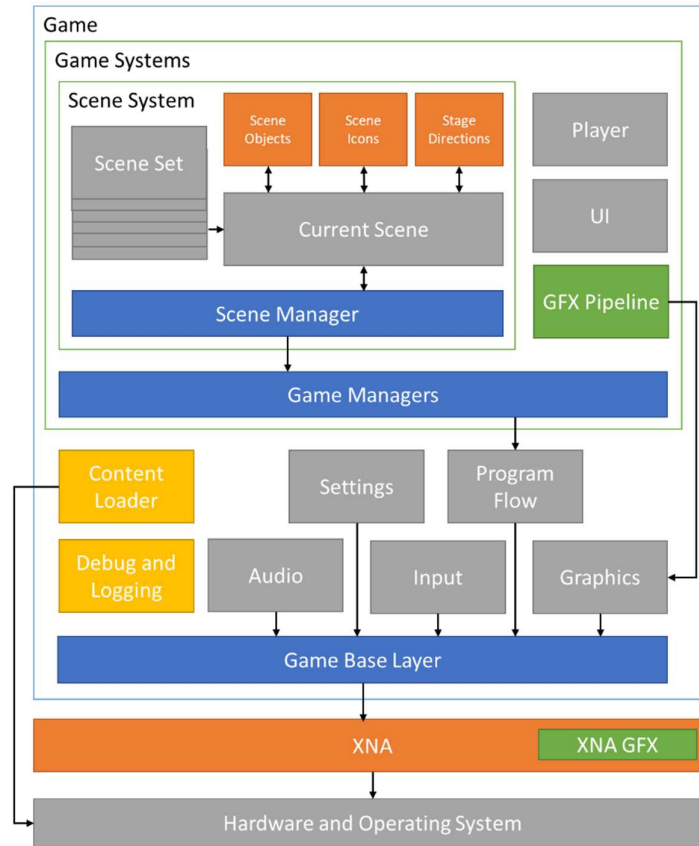 Game
Game Systems
Scene System
Scene
Objects
Scene
Icons
Stage
Directions
Player
Scene Set
Current Scene
UI
GFX Pipeline
Scene Manager
Game Managers
Content
Loader
Settings
Program
Flow
Debug and
Logging
Audio
Input
Graphics
Game Base Layer
XNA
XNA GFX
Hardware and Operating System